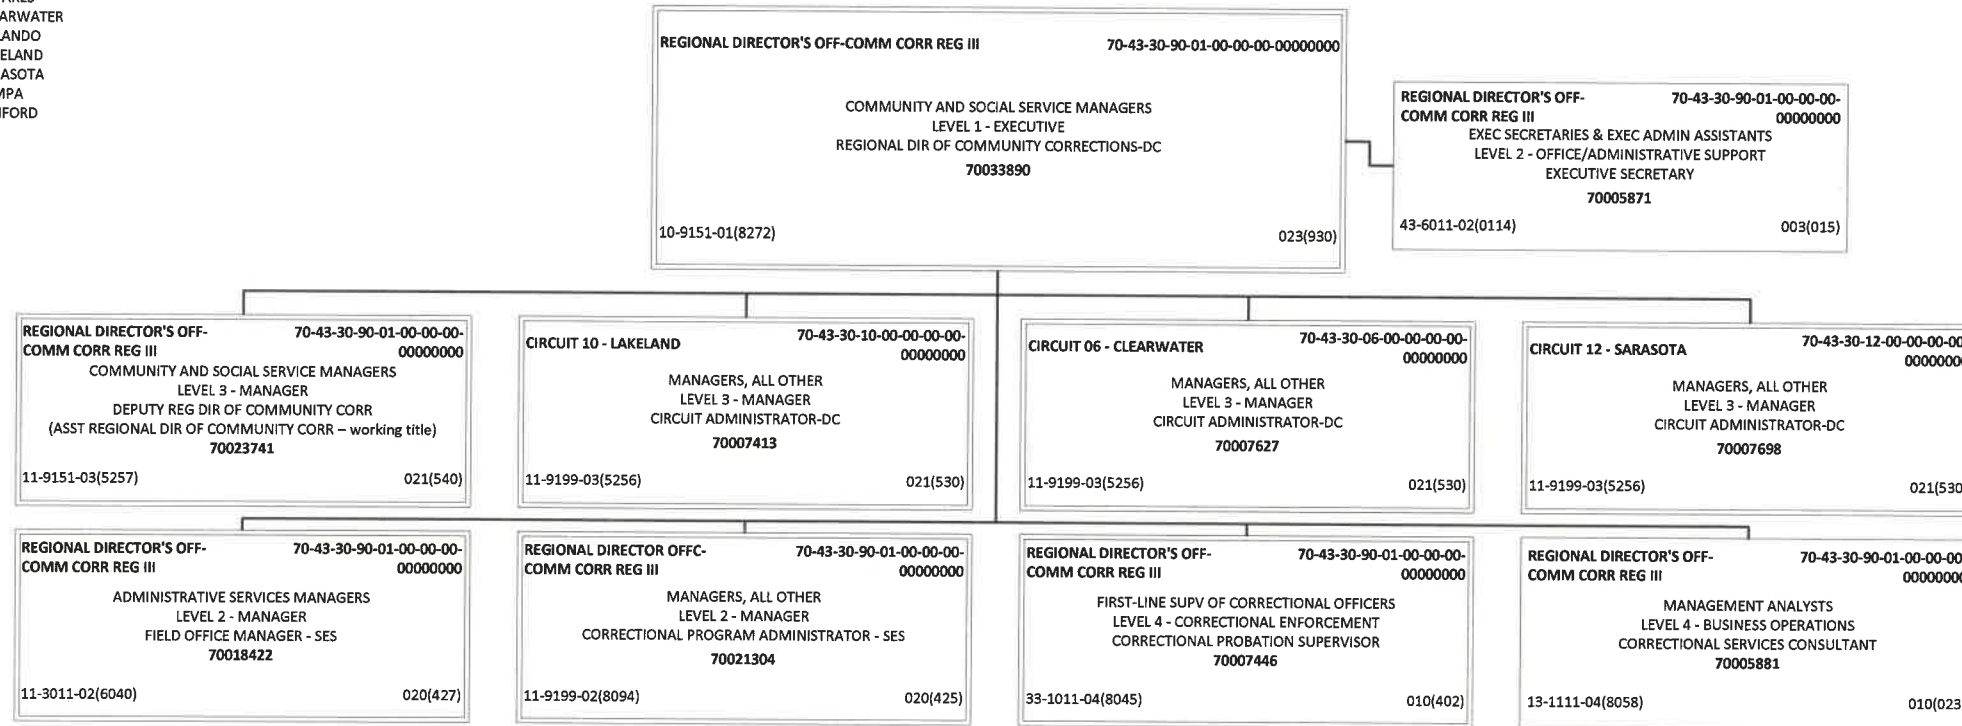 ARWATER
LANDO
ELAND
ASOTA
MPA
FORD
REGIONAL DIRECTOR'S OFF-COMM CORR REG III 70-43-30-90-01-00-00-00-00000000
COMMUNITY AND SOCIAL SERVICE MANAGERS
LEVEL 1 - EXECUTIVE
REGIONAL DIR OF COMMUNITY CORRECTIONS-DC
70033890
10-9151-01(8272) 023(930)
REGIONAL DIRECTOR'S OFF- 70-43-30-90-01-00-00-00-
COMM CORR REG III 00000000
EXEC SECRETARIES & EXEC ADMIN ASSISTANTS
LEVEL 2 - OFFICE/ADMINISTRATIVE SUPPORT
EXECUTIVE SECRETARY
70005871
43-6011-02(0114) 003(015)
REGIONAL DIRECTOR'S OFF- 70-43-30-90-01-00-00-00-
COMM CORR REG III 00000000
COMMUNITY AND SOCIAL SERVICE MANAGERS
LEVEL 3 - MANAGER
DEPUTY REG DIR OF COMMUNITY CORR
(ASST REGIONAL DIR OF COMMUNITY CORR – working title)
70023741
11-9151-03(5257) 021(540)
CIRCUIT 10 - LAKELAND 70-43-30-10-00-00-00-00-
00000000
MANAGERS, ALL OTHER
LEVEL 3 - MANAGER
CIRCUIT ADMINISTRATOR-DC
70007413
11-9199-03(5256) 021(530)
CIRCUIT 06 - CLEARWATER 70-43-30-06-00-00-00-00-
00000000
MANAGERS, ALL OTHER
LEVEL 3 - MANAGER
CIRCUIT ADMINISTRATOR-DC
70007627
11-9199-03(5256) 021(530)
CIRCUIT 12 - SARASOTA 70-43-30-12-00-00-00-00
0000000
MANAGERS, ALL OTHER
LEVEL 3 - MANAGER
CIRCUIT ADMINISTRATOR-DC
70007698
11-9199-03(5256) 021(530
REGIONAL DIRECTOR'S OFF- 70-43-30-90-01-00-00-00-
COMM CORR REG III 00000000
ADMINISTRATIVE SERVICES MANAGERS
LEVEL 2 - MANAGER
FIELD OFFICE MANAGER - SES
70018422
11-3011-02(6040) 020(427)
REGIONAL DIRECTOR OFFC- 70-43-30-90-01-00-00-00-
COMM CORR REG III 00000000
MANAGERS, ALL OTHER
LEVEL 2 - MANAGER
CORRECTIONAL PROGRAM ADMINISTRATOR - SES
70021304
11-9199-02(8094) 020(425)
REGIONAL DIRECTOR'S OFF- 70-43-30-90-01-00-00-00-
COMM CORR REG III 00000000
FIRST-LINE SUPV OF CORRECTIONAL OFFICERS
LEVEL 4 - CORRECTIONAL ENFORCEMENT
CORRECTIONAL PROBATION SUPERVISOR
70007446
33-1011-04(8045) 010(402)
REGIONAL DIRECTOR'S OFF- 70-43-30-90-01-00-00-00
COMM CORR REG III 0000000
MANAGEMENT ANALYSTS
LEVEL 4 - BUSINESS OPERATIONS
CORRECTIONAL SERVICES CONSULTANT
70005881
13-1111-04(8058) 010(023